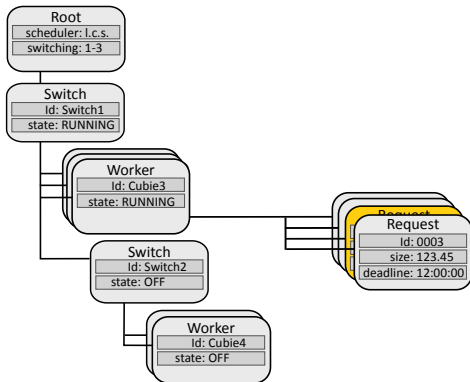 Root
scheduler: l.c.s.
switching: 1-3
Switch
Id: Switch1
state: RUNNING
Worker
Id: Cubie3
state: RUNNING
Request
Request
Id: 0003
size: 123.45
deadline: 12:00:00
Switch
Id: Switch2
state: OFF
Worker
Id: Cubie4
state: OFF